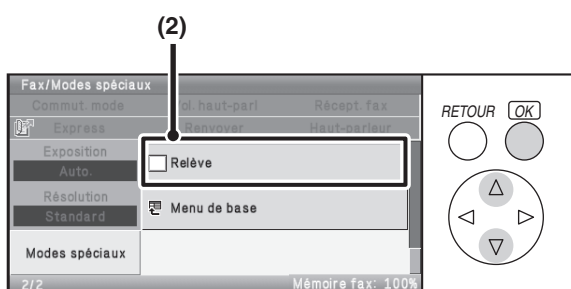 (2)
Fax/Modes spéciaux
Commut. mode Vol. haut-parl Récept. fax
Express Renvoyer Haut-parleur
Exposition
Auto.
Relève
Résolution
Standard
Menu de base
Modes spéciaux
2/2 Mémoire fax: 100%
RETOUR OK